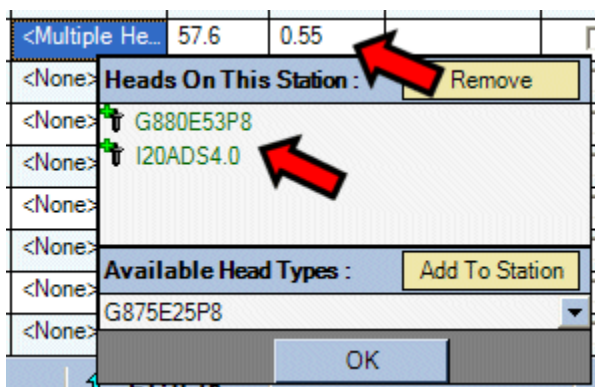 <Multiple He... 57.6 0.55
<None> Heads On This Station : Remove
<None> G880E53P8
<None> I20ADS4.0
<None>
<None> Available Head Types : Add To Station
<None> G875E25P8
<None> OK